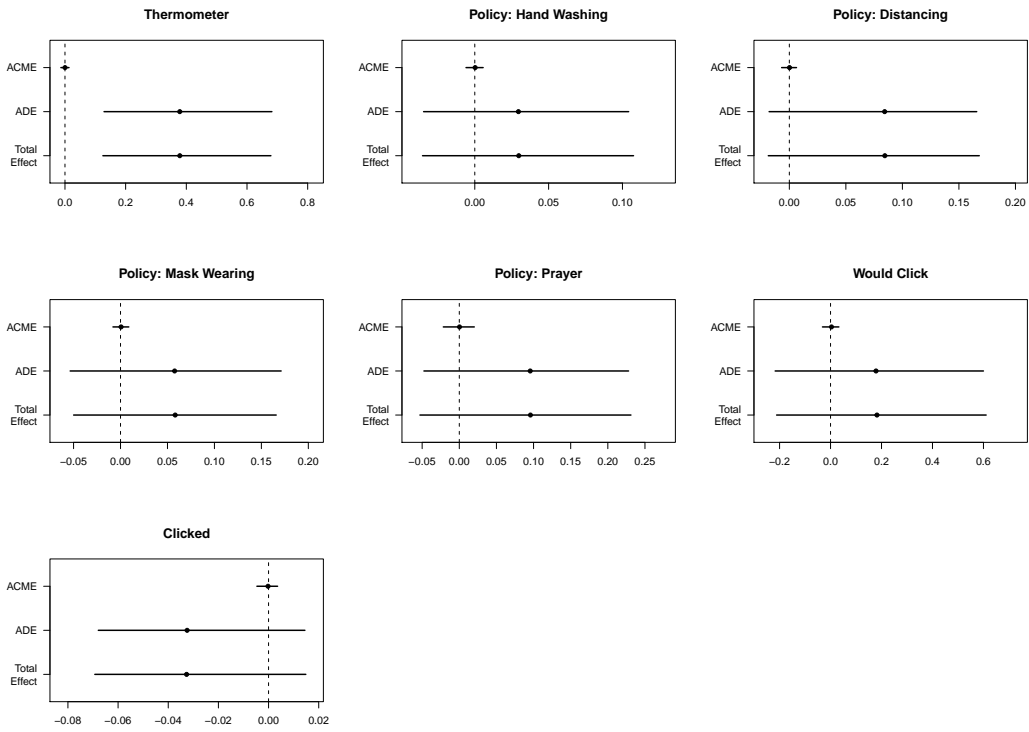 Thermometer
ACME
ADE
Total
Effect
0.0 0.2 0.4 0.6 0.8
Policy: Hand Washing
ACME
ADE
Total
Effect
0.00 0.05 0.10
Policy: Distancing
ACME
ADE
Total
Effect
0.00 0.05 0.10 0.15 0.20
Policy: Mask Wearing
ACME
ADE
Total
Effect
−0.05 0.00 0.05 0.10 0.15 0.20
Policy: Prayer
ACME
ADE
Total
Effect
−0.05 0.00 0.05 0.10 0.15 0.20 0.25
Would Click
ACME
ADE
Total
Effect
−0.2 0.0 0.2 0.4 0.6
Clicked
ACME
ADE
Total
Effect
−0.08 −0.06 −0.04 −0.02 0.00 0.02